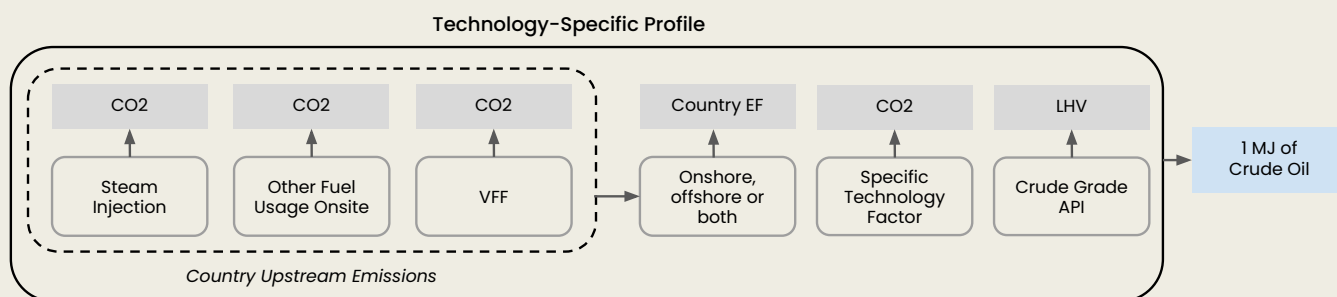 Technology-Specific Profile
CO2
CO2
CO2
Country EF
CO2
LHV
Steam
Injection
Other Fuel
Usage Onsite
VFF
Onshore,
offshore or
both
Specific
Technology
Factor
Crude Grade
API
1 MJ of
Crude Oil
Country Upstream Emissions